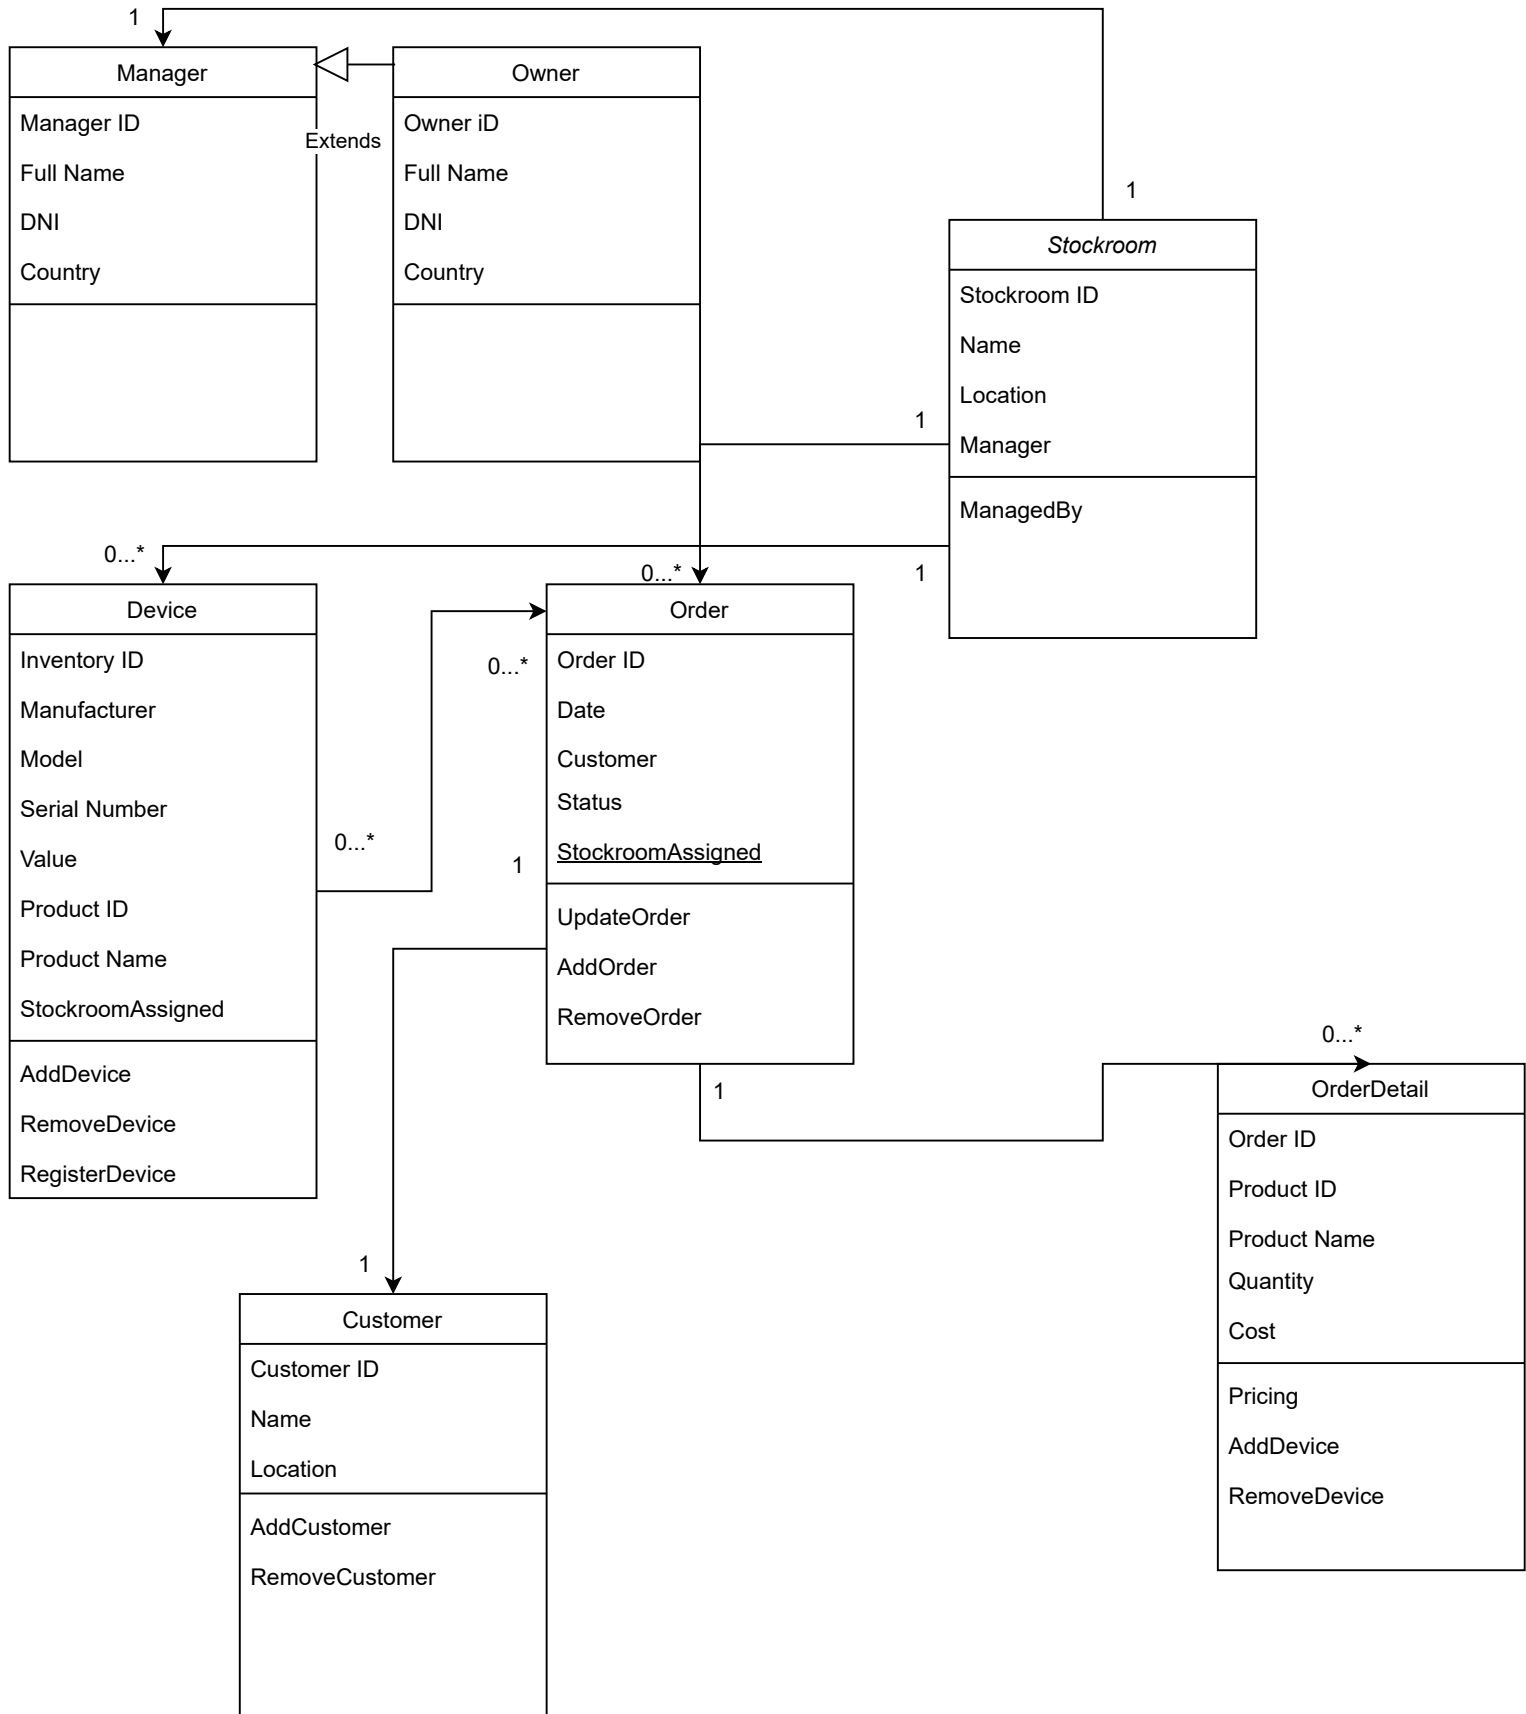 1
Manager
Manager ID
Full Name
DNI
Country
Extends
Owner
Owner iD
Full Name
DNI
Country
1
Stockroom
Stockroom ID
Name
Location
Manager
ManagedBy
1
1
0...*
Device
Inventory ID
Manufacturer
Model
Serial Number
Value
Product ID
Product Name
StockroomAssigned
AddDevice
RemoveDevice
RegisterDevice
0...*
0...*
0...*
Order
Order ID
Date
Customer
Status
StockroomAssigned
UpdateOrder
AddOrder
RemoveOrder
1
1
0...*
OrderDetail
Order ID
Product ID
Product Name
Quantity
Cost
Pricing
AddDevice
RemoveDevice
1
Customer
Customer ID
Name
Location
AddCustomer
RemoveCustomer